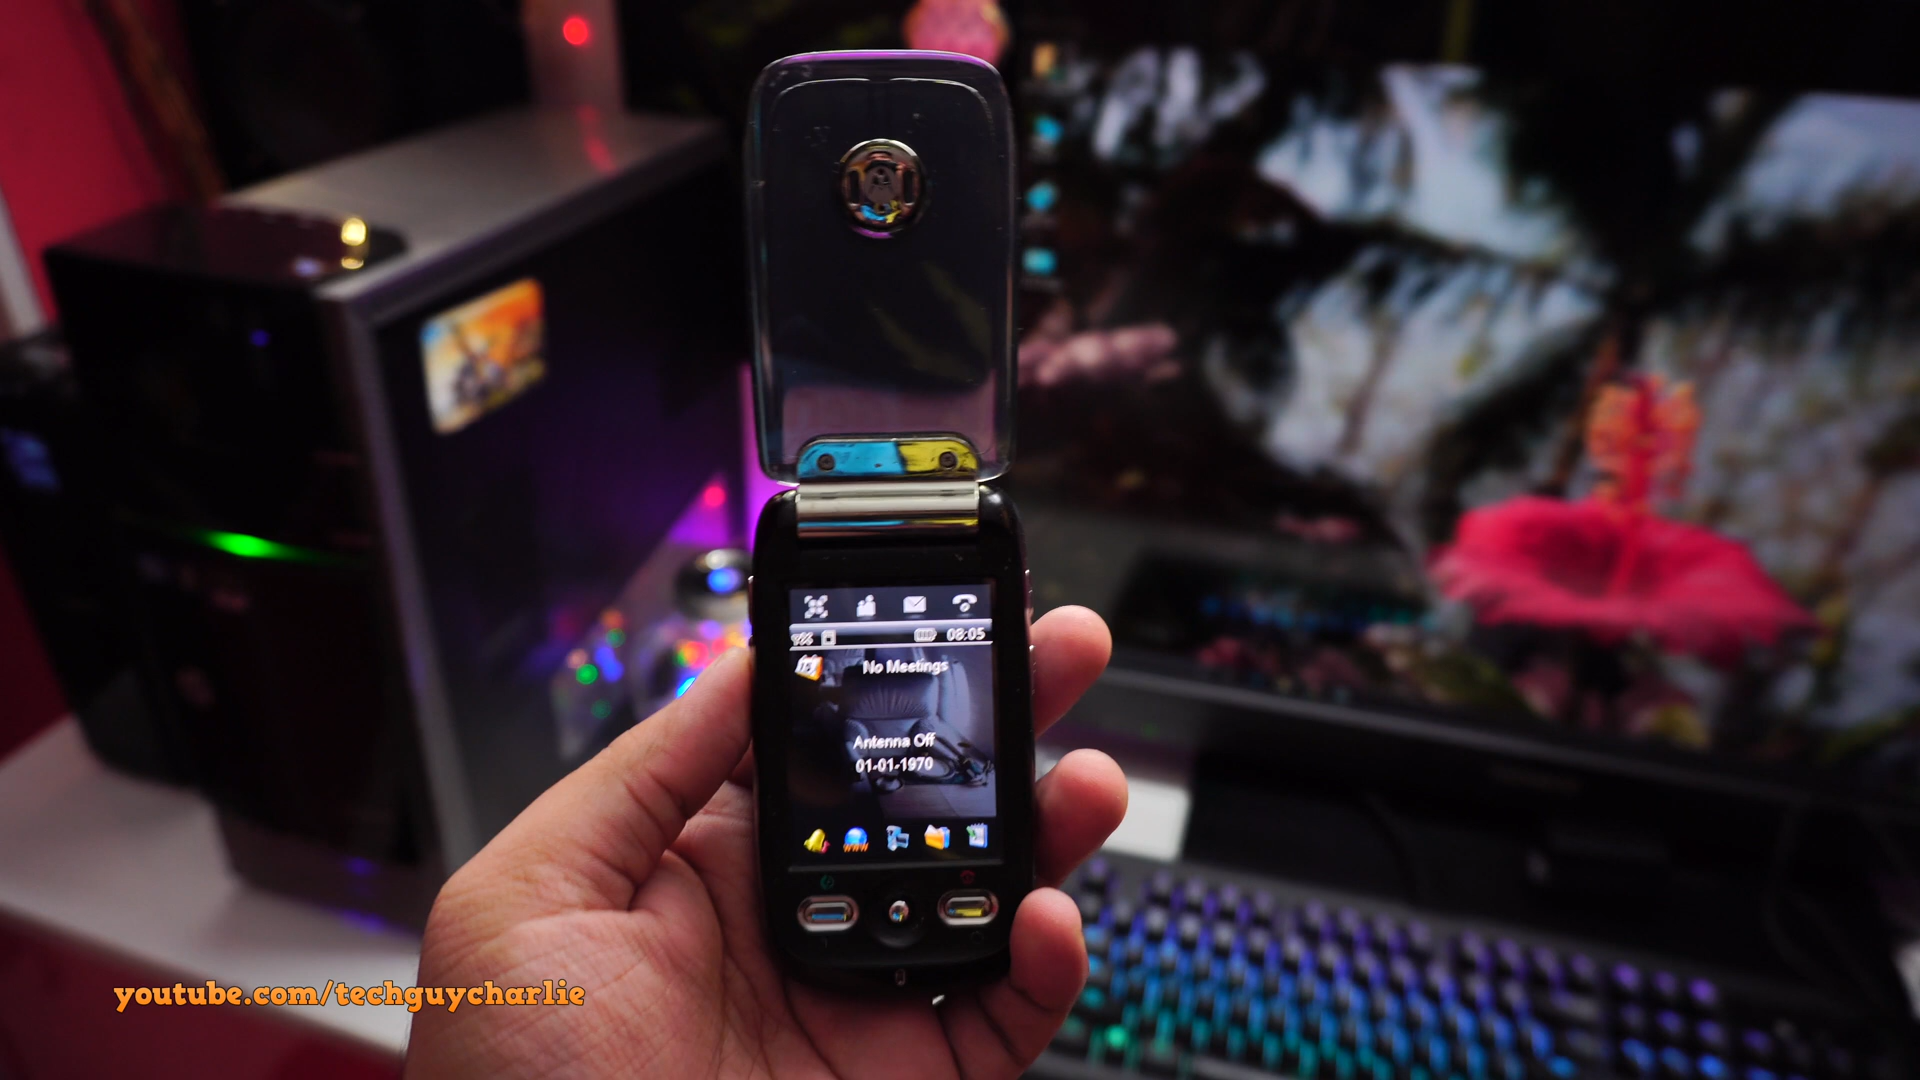 08:05
No Meetings
Antenna Off
01-01-1970
youtube.com/techguycharlie